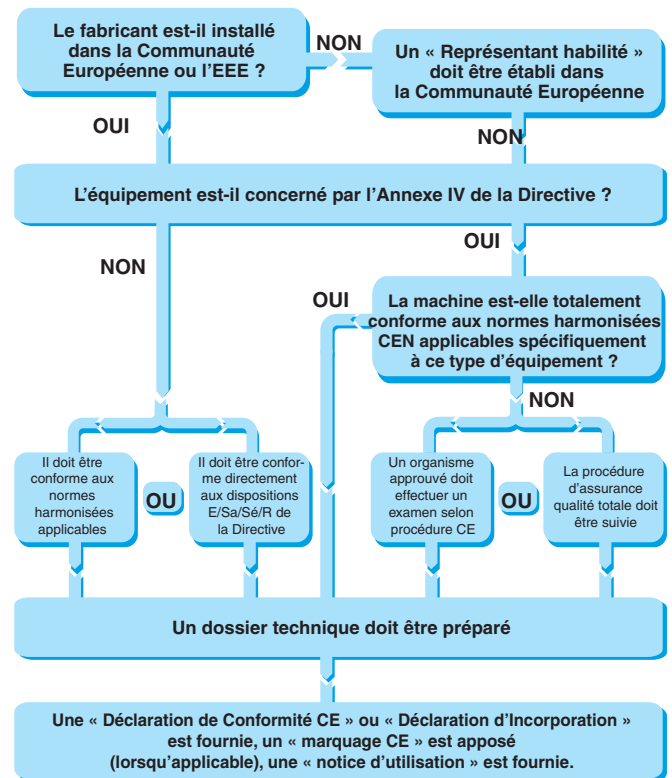 Le fabricant est-il installé
dans la Communauté
Européenne ou l'EEE ?
NON
Un « Représentant habilité »
doit être établi dans
la Communauté Européenne
OUI
NON
L'équipement est-il concerné par l'Annexe IV de la Directive ?
OUI
NON
OUI
La machine est-elle totalement
conforme aux normes harmonisées
CEN applicables spécifiquement
à ce type d'équipement ?
NON
Il doit être
conforme aux
normes
harmonisées
applicables
OU
Il doit être confor-
me directement
aux dispositions
E/Sa/Sé/R de
la Directive
Un organisme
approuvé doit
effectuer un
examen selon
procédure CE
OU
La procédure
d'assurance
qualité totale doit
être suivie
Un dossier technique doit être préparé
Une « Déclaration de Conformité CE » ou « Déclaration d'Incorporation »
est fournie, un « marquage CE » est apposé
(lorsqu'applicable), une « notice d'utilisation » est fournie.